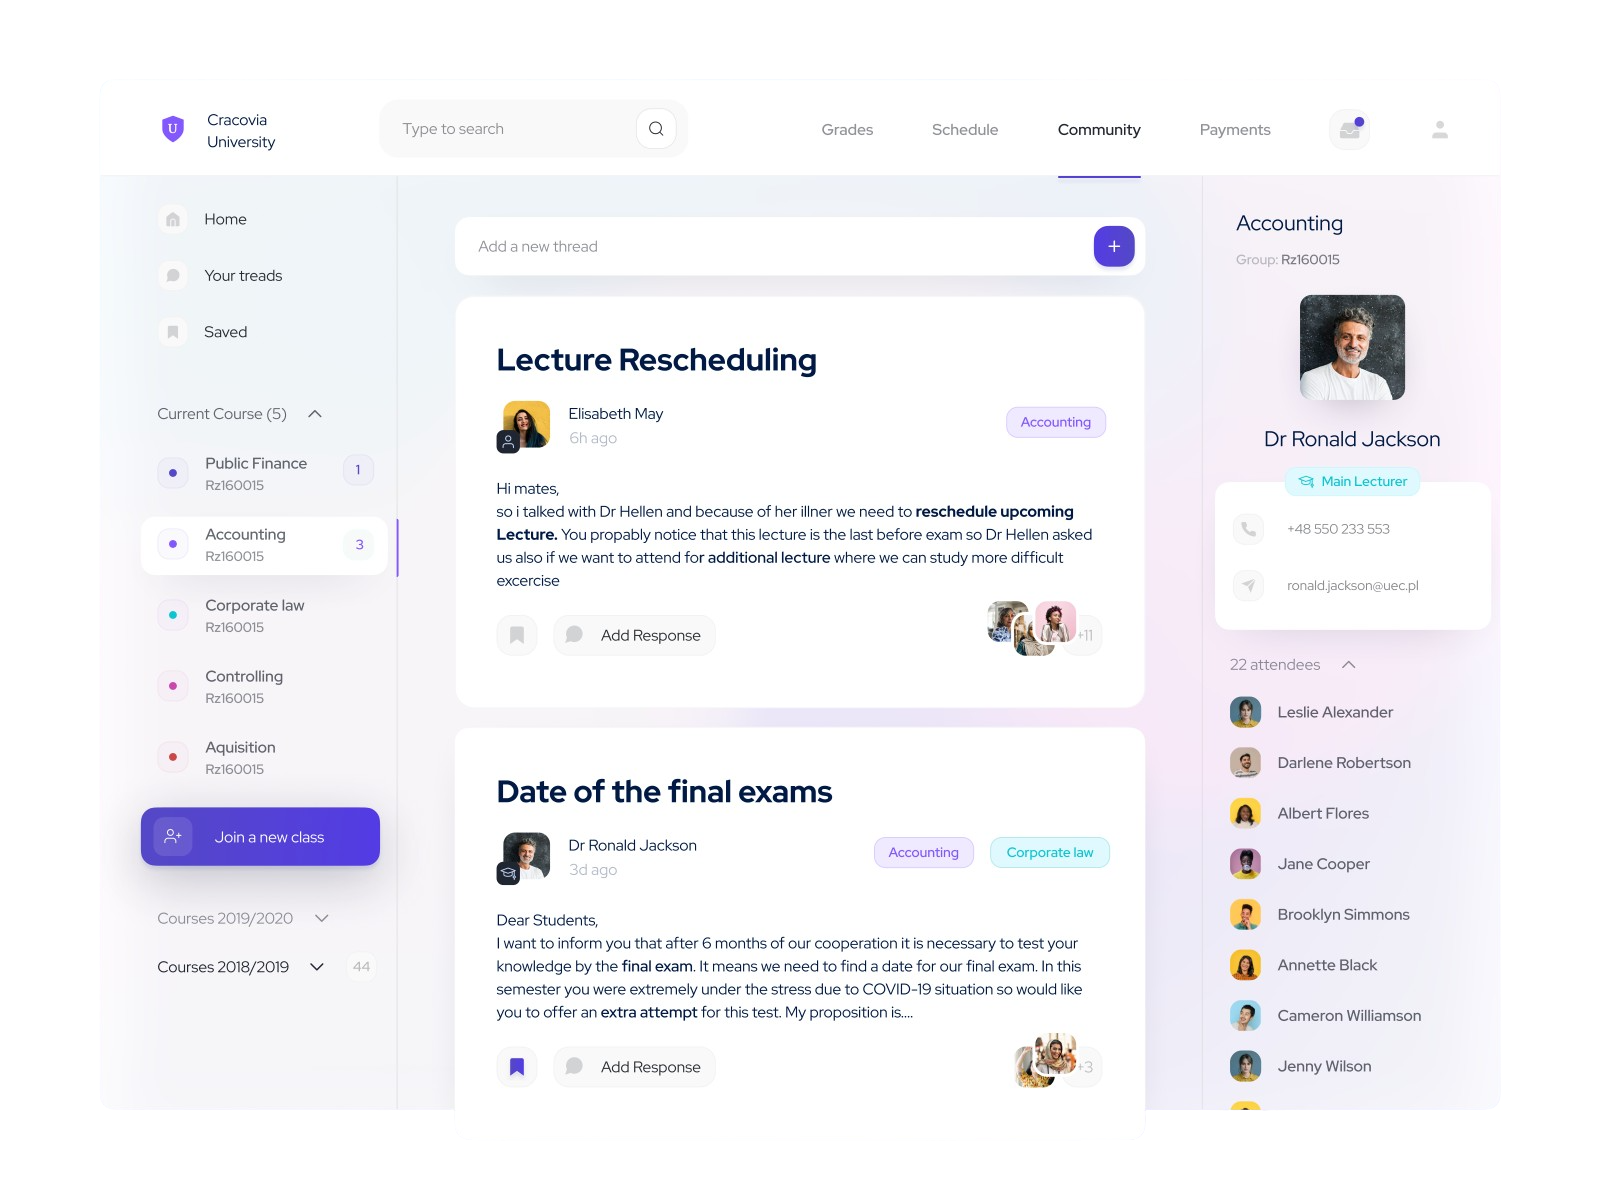 U
Cracovia
University
Type to search
Grades
Schedule
Community
Payments
Home
Your treads
Saved
Current Course (5)
Public Finance
Rz160015
1
Accounting
Rz160015
3
Corporate law
Rz160015
Controlling
Rz160015
Aquisition
Rz160015
Join a new class
Courses 2019/2020
Courses 2018/2019
44
Add a new thread
Lecture Rescheduling
Elisabeth May
6h ago
Accounting
Hi mates,
so i talked with Dr Hellen and because of her illner we need to reschedule upcoming
Lecture. You propably notice that this lecture is the last before exam so Dr Hellen asked
us also if we want to attend for additional lecture where we can study more difficult
excercise
Add Response
+11
Date of the final exams
Dr Ronald Jackson
3d ago
Accounting
Corporate law
Dear Students,
I want to inform you that after 6 months of our cooperation it is necessary to test your
knowledge by the final exam. It means we need to find a date for our final exam. In this
semester you were extremely under the stress due to COVID-19 situation so would like
you to offer an extra attempt for this test. My proposition is....
Add Response
+3
Accounting
Group: Rz160015
Dr Ronald Jackson
Main Lecturer
+48 550 233 553
ronald.jackson@uec.pl
22 attendees
Leslie Alexander
Darlene Robertson
Albert Flores
Jane Cooper
Brooklyn Simmons
Annette Black
Cameron Williamson
Jenny Wilson